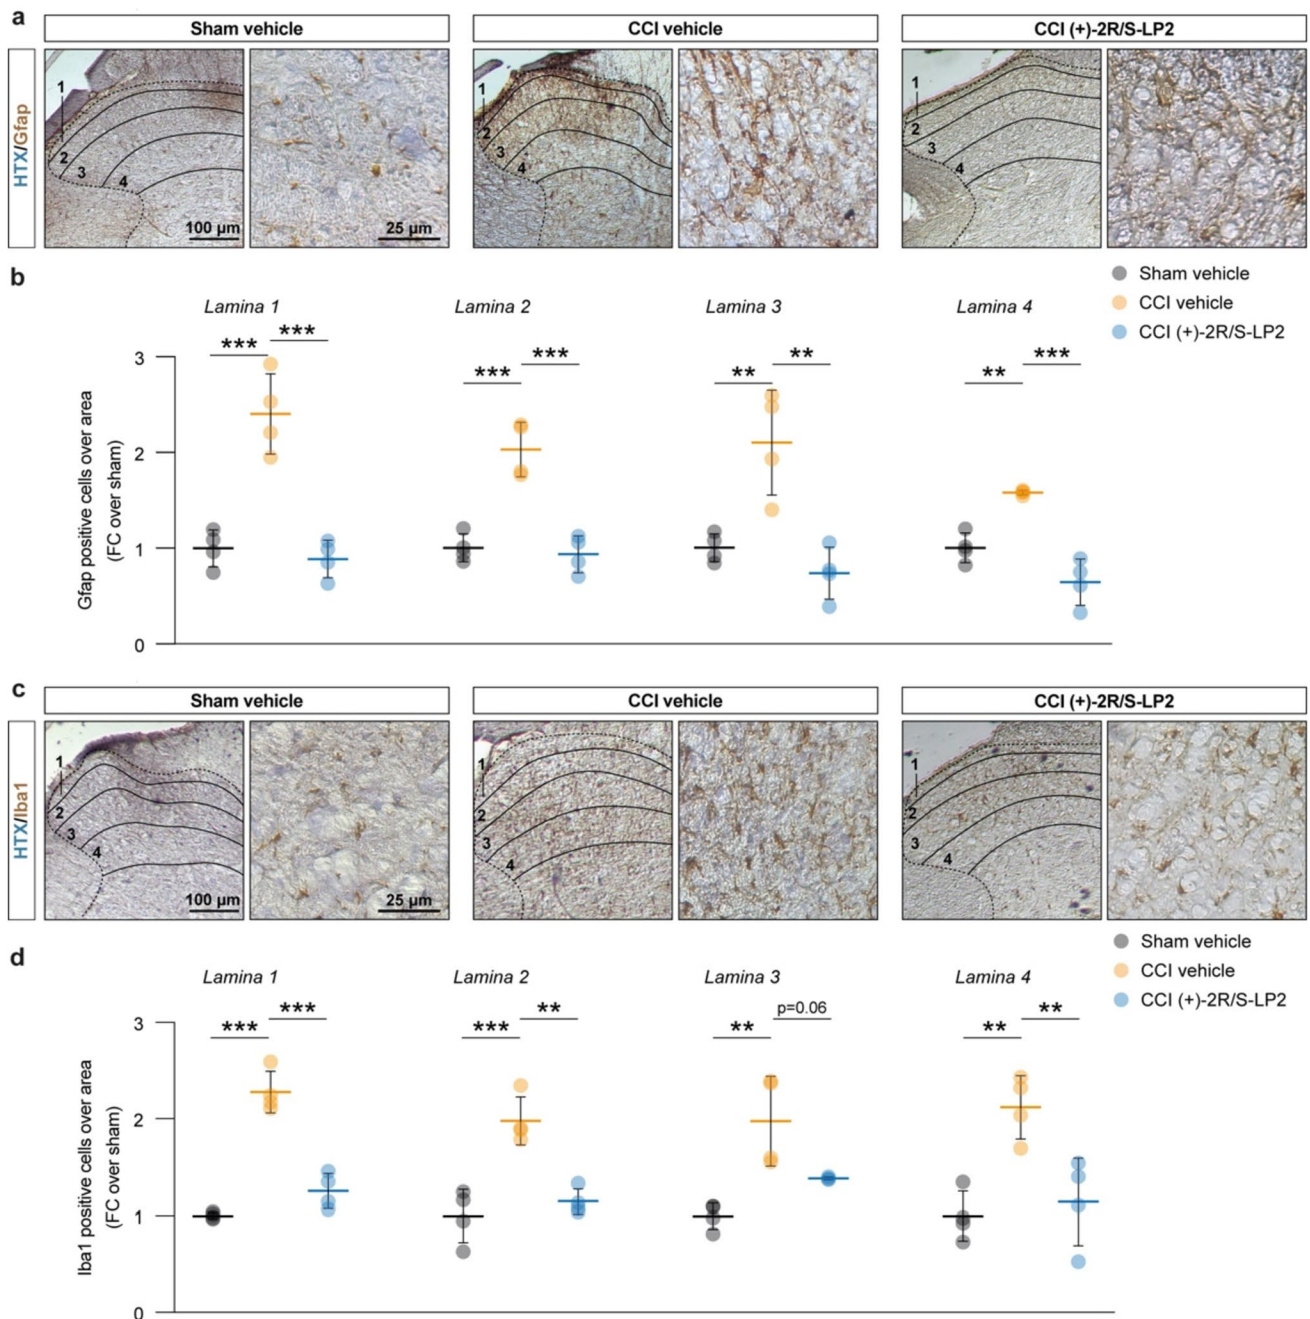 a
Sham vehicle
CCI vehicle
CCI (+)-2R/S-LP2
HTX/Gfap
1
2
3
4
100 µm
25 µm
1
2
3
4
1
2
3
4
b
Sham vehicle
CCI vehicle
CCI (+)-2R/S-LP2
Lamina 1
Lamina 2
Lamina 3
Lamina 4
*** ***
*** ***
** **
** ***
Gfap positive cells over area
(FC over sham)
3
2
1
0
c
Sham vehicle
CCI vehicle
CCI (+)-2R/S-LP2
HTX/Iba1
1
2
3
4
100 µm
25 µm
1
2
3
4
1
2
3
4
d
Sham vehicle
CCI vehicle
CCI (+)-2R/S-LP2
Lamina 1
Lamina 2
Lamina 3
Lamina 4
*** ***
*** **
** p=0.06
** **
Iba1 positive cells over area
(FC over sham)
3
2
1
0